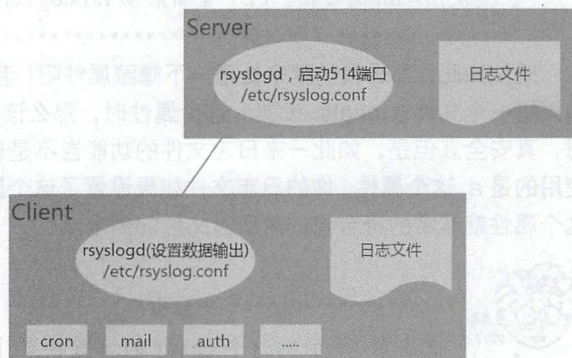 Server
rsyslogd，启动514端口
/etc/rsyslog.conf
日志文件
Client
rsyslogd(设置数据输出)
/etc/rsyslog.conf
日志文件
cron
mail
auth
.....